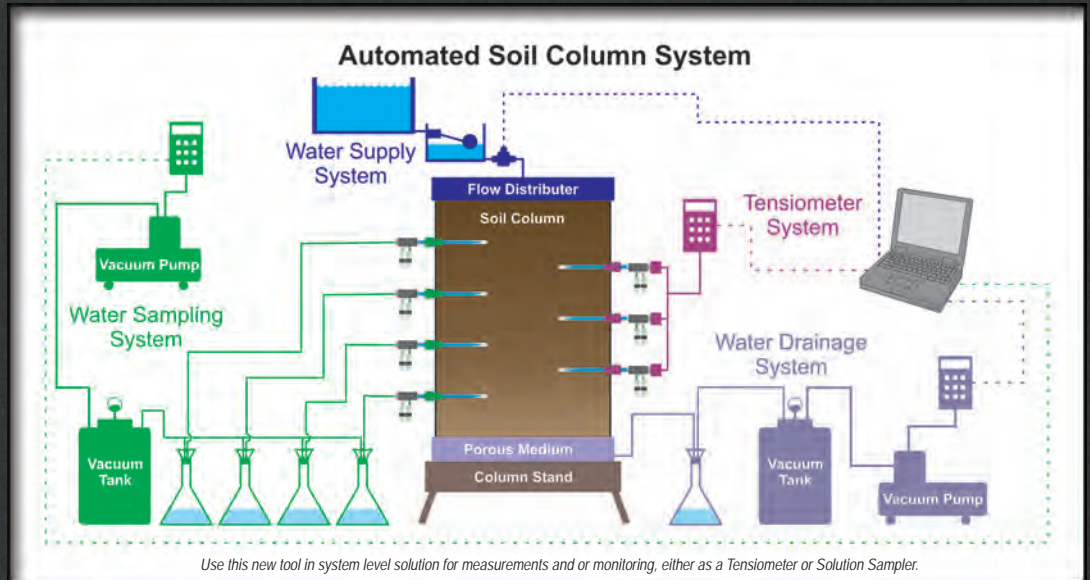 Automated Soil Column System
Water Supply
System
Flow Distributer
Soil Column
Tensiometer
System
Vacuum Pump
Water Sampling
System
Water Drainage
System
Vacuum
Tank
Porous Medium
Column Stand
Vacuum
Tank
Vacuum Pump
Use this new tool in system level solution for measurements and or monitoring, either as a Tensiometer or Solution Sampler.